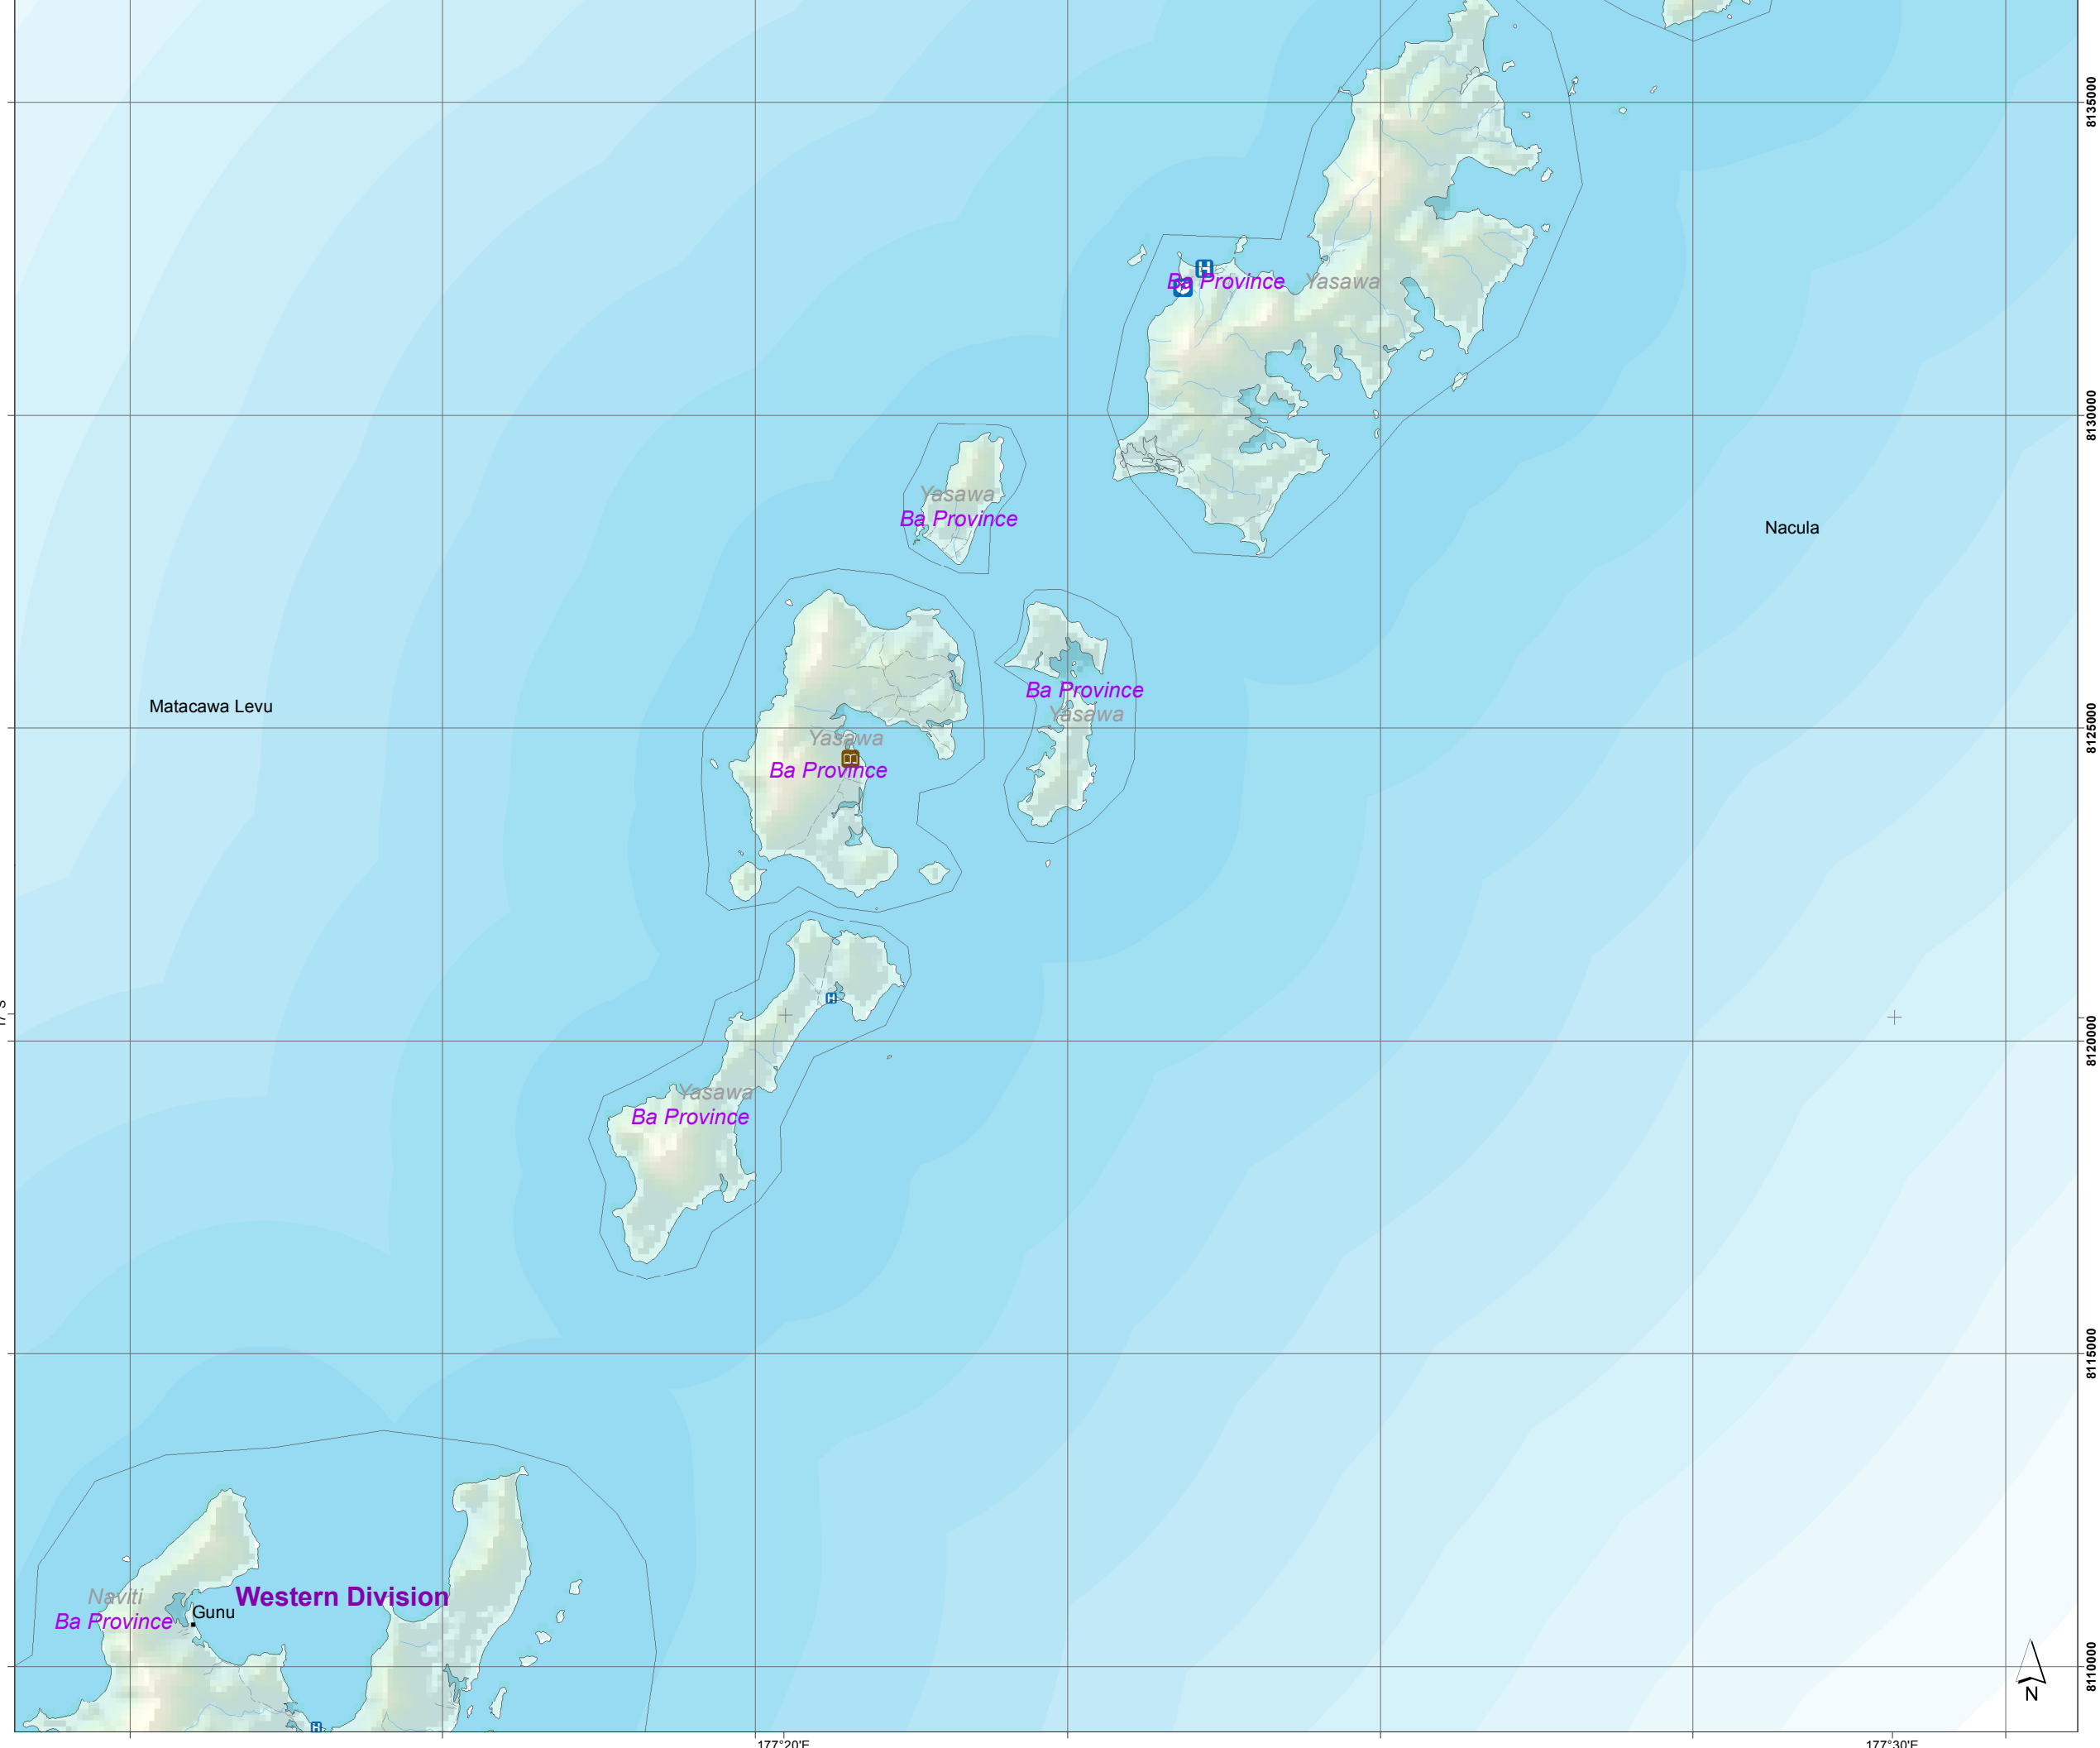 8135000
H
Ba Province
Yasawa
8130000
Yasawa
Ba Province
Nacula
Ba Province
Matacawa Levu
Yasawa
8125000
Yasawa
Ba Province
H
8120000
Yasawa
Ba Province
8115000
Naviti
Western Division
Gunu
Ba Province
8110000
N
H
177°20'E
177°30'E